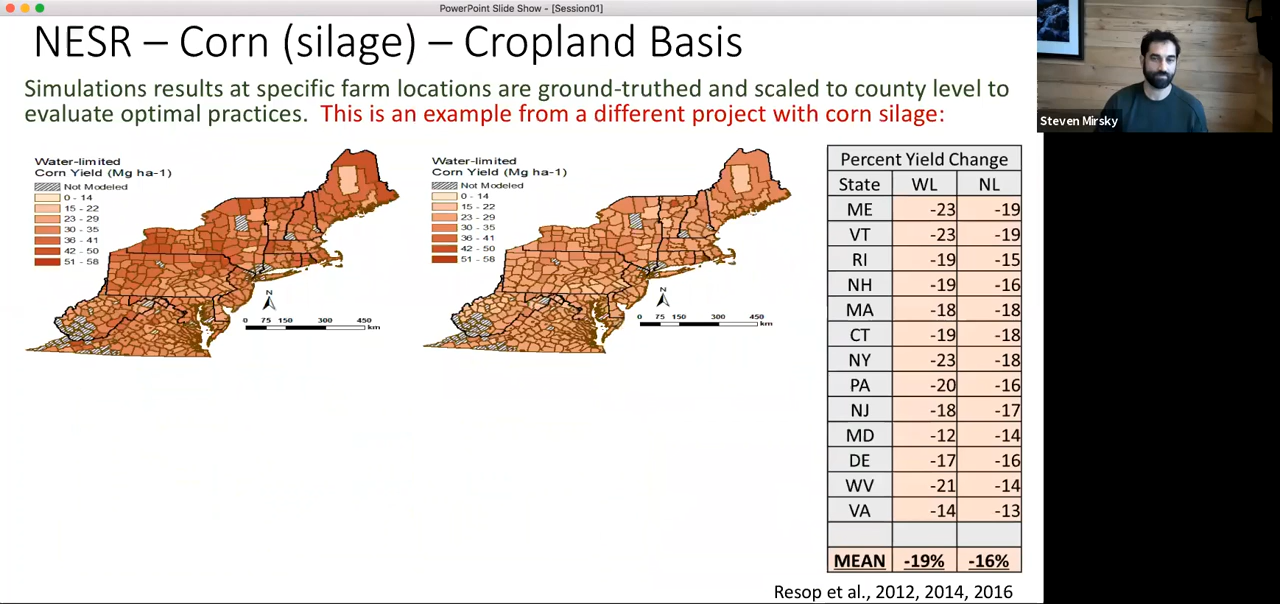 PowerPoint Slide Show - [Session01]
NESR – Corn (silage) – Cropland Basis
Simulations results at specific farm locations are ground-truthed and scaled to county level to
evaluate optimal practices. This is an example from a different project with corn silage:
Steven Mirsky
Water-limited
Corn Yield (Mg ha-1)
Not Modeled
0 - 14
15 - 22
23 - 29
30 - 35
36 - 41
42 - 50
51 - 58
N
0 75 150 300 450
km
Water-limited
Corn Yield (Mg ha-1)
Not Modeled
0 - 14
15 - 22
23 - 29
30 - 35
36 - 41
42 - 50
51 - 58
N
0 75 150 300 450
km
Percent Yield Change
State WL NL
ME -23 -19
VT -23 -19
RI -19 -15
NH -19 -16
MA -18 -18
CT -19 -18
NY -23 -18
PA -20 -16
NJ -18 -17
MD -12 -14
DE -17 -16
WV -21 -14
VA -14 -13
MEAN -19% -16%
Resop et al., 2012, 2014, 2016